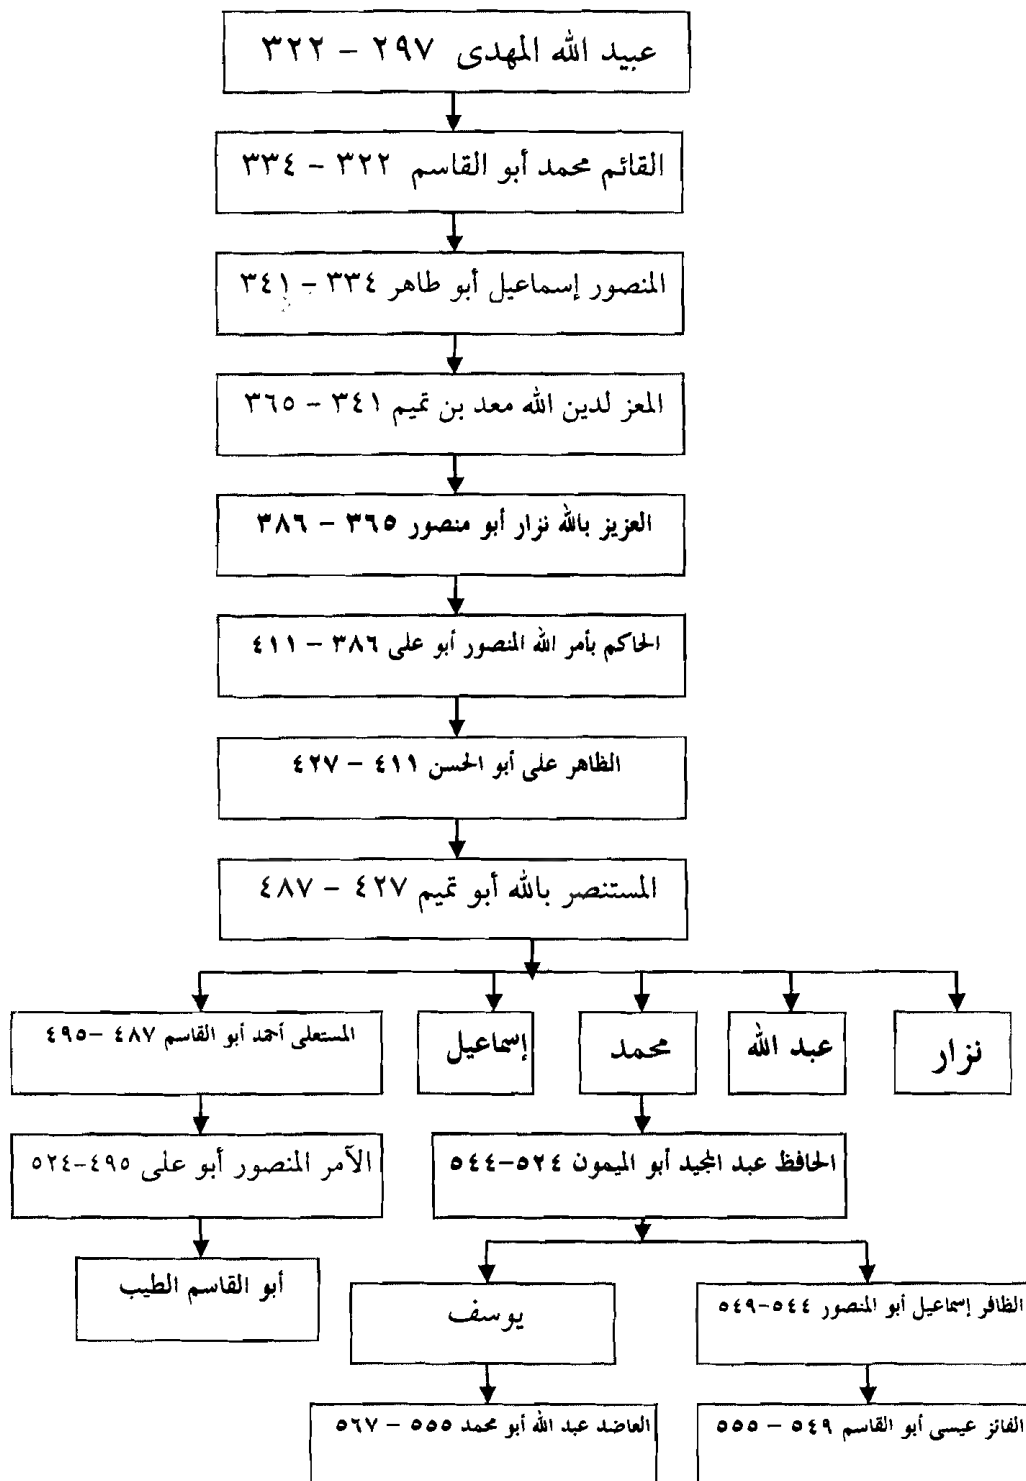 عبيد الله المهدى ٢٩٧ – ٣٢٢
القائم محمد أبو القاسم ٣٢٢ – ٣٣٤
المنصور إسماعيل أبو طاهر ٣٣٤ – ٣٤١
المعز لدين الله معد بن تميم ٣٤١ – ٣٦٥
العزيز بالله نزار أبو منصور ٣٦٥ – ٣٨٦
الحاكم بأمر الله المنصور أبو على ٣٨٦ – ٤١١
الظاهر على أبو الحسن ٤١١ – ٤٢٧
المستنصر بالله أبو تميم ٤٢٧ – ٤٨٧
نزار
عبد الله
محمد
إسماعيل
المستعلى أحمد أبو القاسم ٤٨٧ –٤٩٥
الحافظ عبد المجيد أبو الميمون ٥٢٤–٥٤٤
الآمر المنصور أبو على ٤٩٥–٥٢٤
الظافر إسماعيل أبو المنصور ٥٤٤–٥٤٩
يوسف
أبو القاسم الطيب
الفائز عيسى أبو القاسم ٥٤٩ – ٥٥٥
العاضد عبد الله أبو محمد ٥٥٥ – ٥٦٧